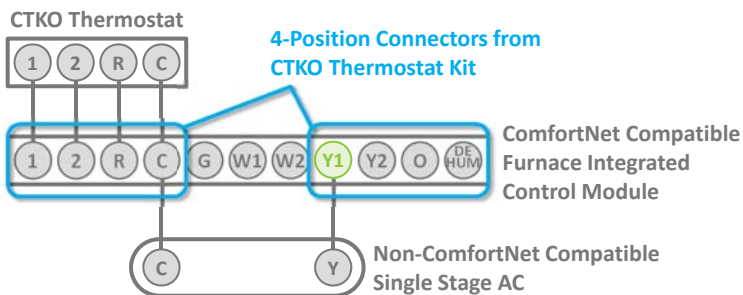 CTKO Thermostat
1 2 R C
4-Position Connectors from
CTKO Thermostat Kit
1 2 R C G W1 W2 Y1 Y2 O DE HUM
ComfortNet Compatible
Furnace Integrated
Control Module
C Y
Non-ComfortNet Compatible
Single Stage AC